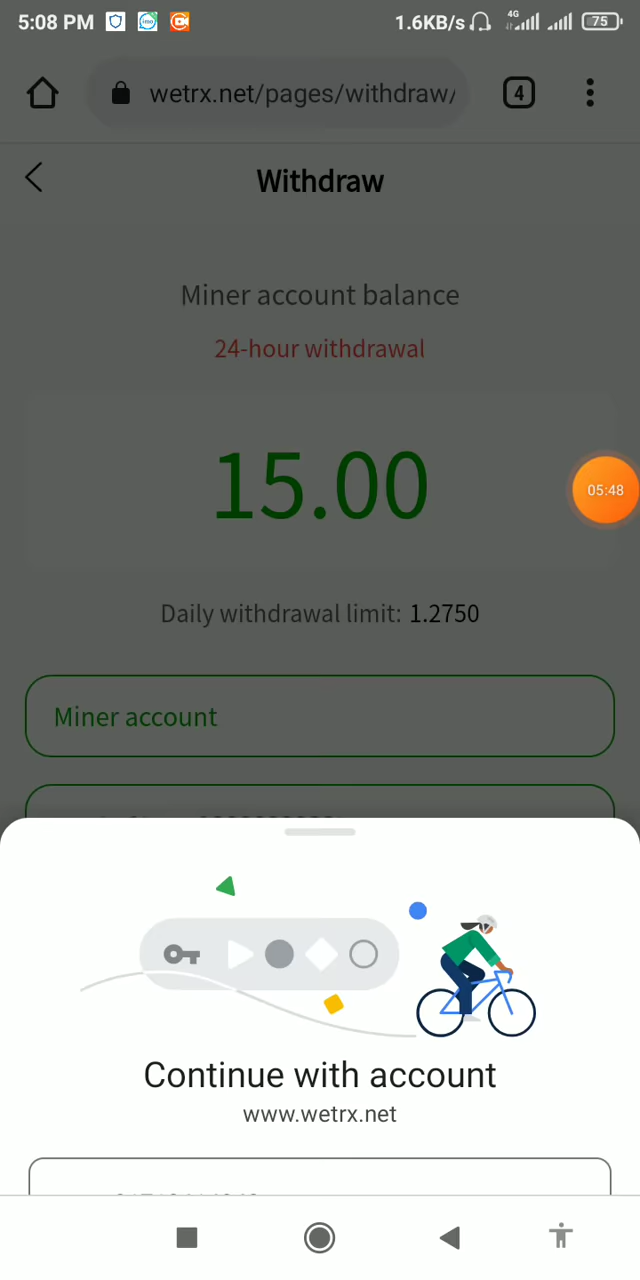 5:08 PM
1.6KB/s
4G
75
wetrx.net/pages/withdraw/
4
Withdraw
Miner account balance
24-hour withdrawal
15.00
05:48
Daily withdrawal limit: 1.2750
Miner account
Continue with account
www.wetrx.net